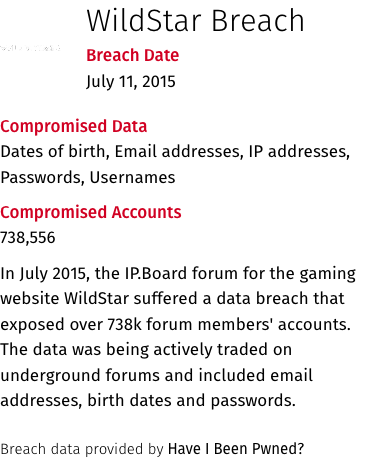 WildStar Breach
Breach Date
July 11, 2015
Compromised Data
Dates of birth, Email addresses, IP addresses,
Passwords, Usernames
Compromised Accounts
738,556
In July 2015, the IP.Board forum for the gaming
website WildStar suffered a data breach that
exposed over 738k forum members' accounts.
The data was being actively traded on
underground forums and included email
addresses, birth dates and passwords.
Breach data provided by Have I Been Pwned?